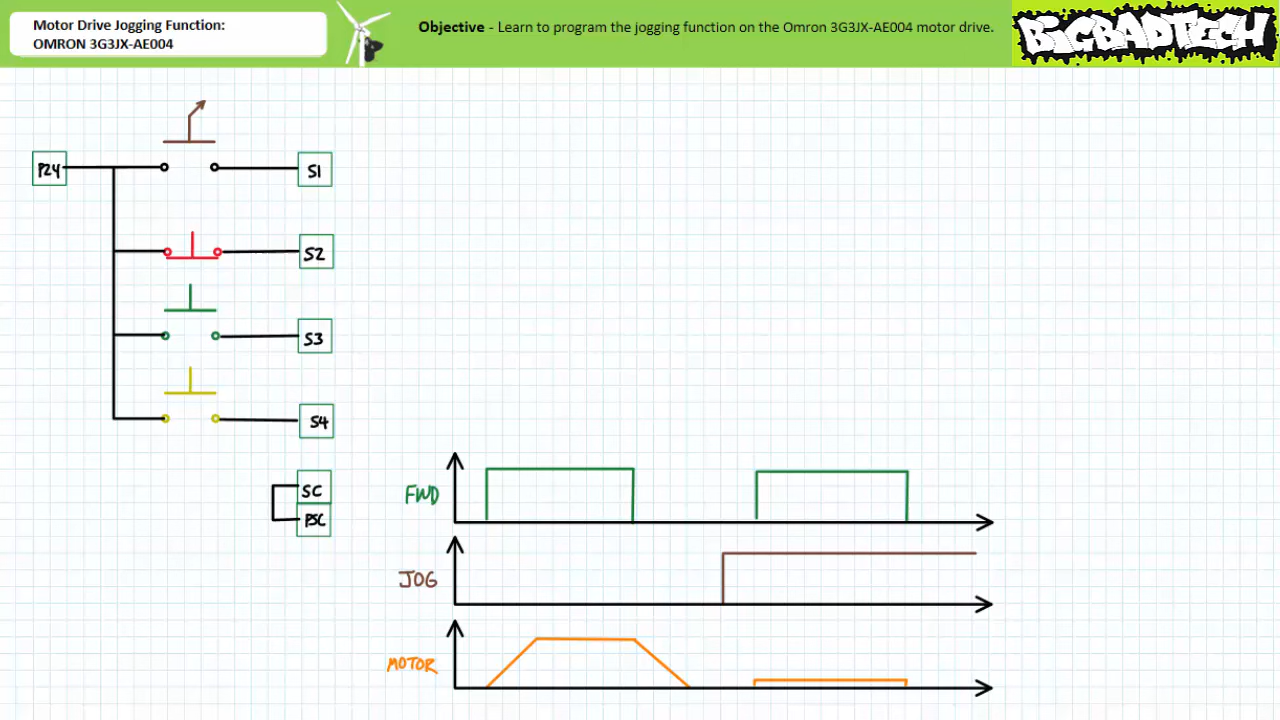 Motor Drive Jogging Function:
OMRON 3G3JX-AE004
Objective - Learn to program the jogging function on the Omron 3G3JX-AE004 motor drive.
BIGBADTECH
P24
S1
S2
S3
S4
SC
PSC
FWD
JOG
MOTOR